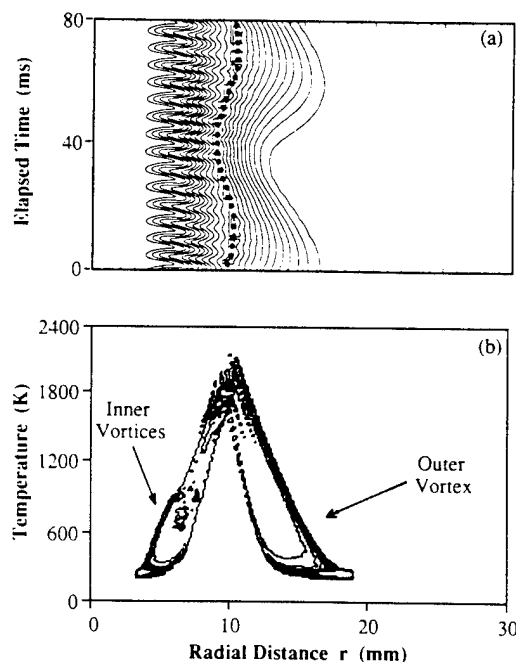 80
(a)
Elapsed Time (ms)
40
0
2400
(b)
Temperature (K)
1800
Inner
Vortices
1200
Outer
Vortex
600
0
0
10
20
30
Radial Distance r (mm)